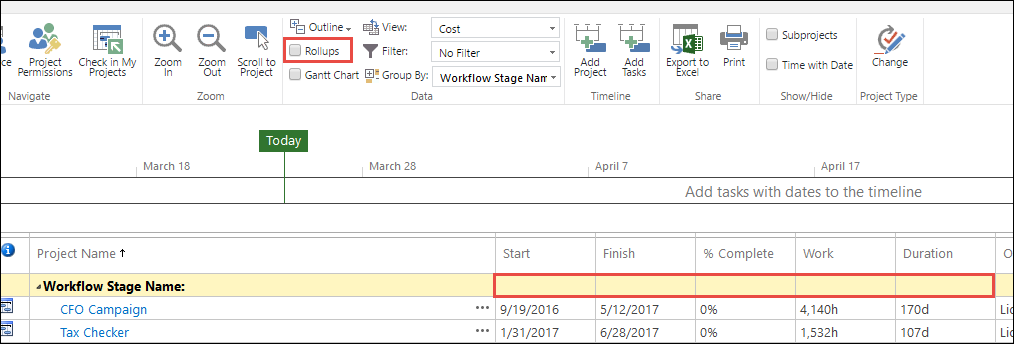 Outline
View:
Cost
Rollups
Filter:
No Filter
Gantt Chart
Group By:
Workflow Stage Nam
ce
Project
Permissions
Check in My
Projects
Zoom
In
Zoom
Out
Scroll to
Project
Add
Project
Add
Tasks
Export to
Excel
Print
Subprojects
Time with Date
Change
Navigate
Zoom
Data
Timeline
Share
Show/Hide
Project Type
Today
March 18
March 28
April 7
April 17
Add tasks with dates to the timeline
Project Name
Start
Finish
% Complete
Work
Duration
O
Workflow Stage Name:
CFO Campaign ... 9/19/2016 5/12/2017 0% 4,140h 170d Lic
Tax Checker ... 1/31/2017 6/28/2017 0% 1,532h 107d Lic